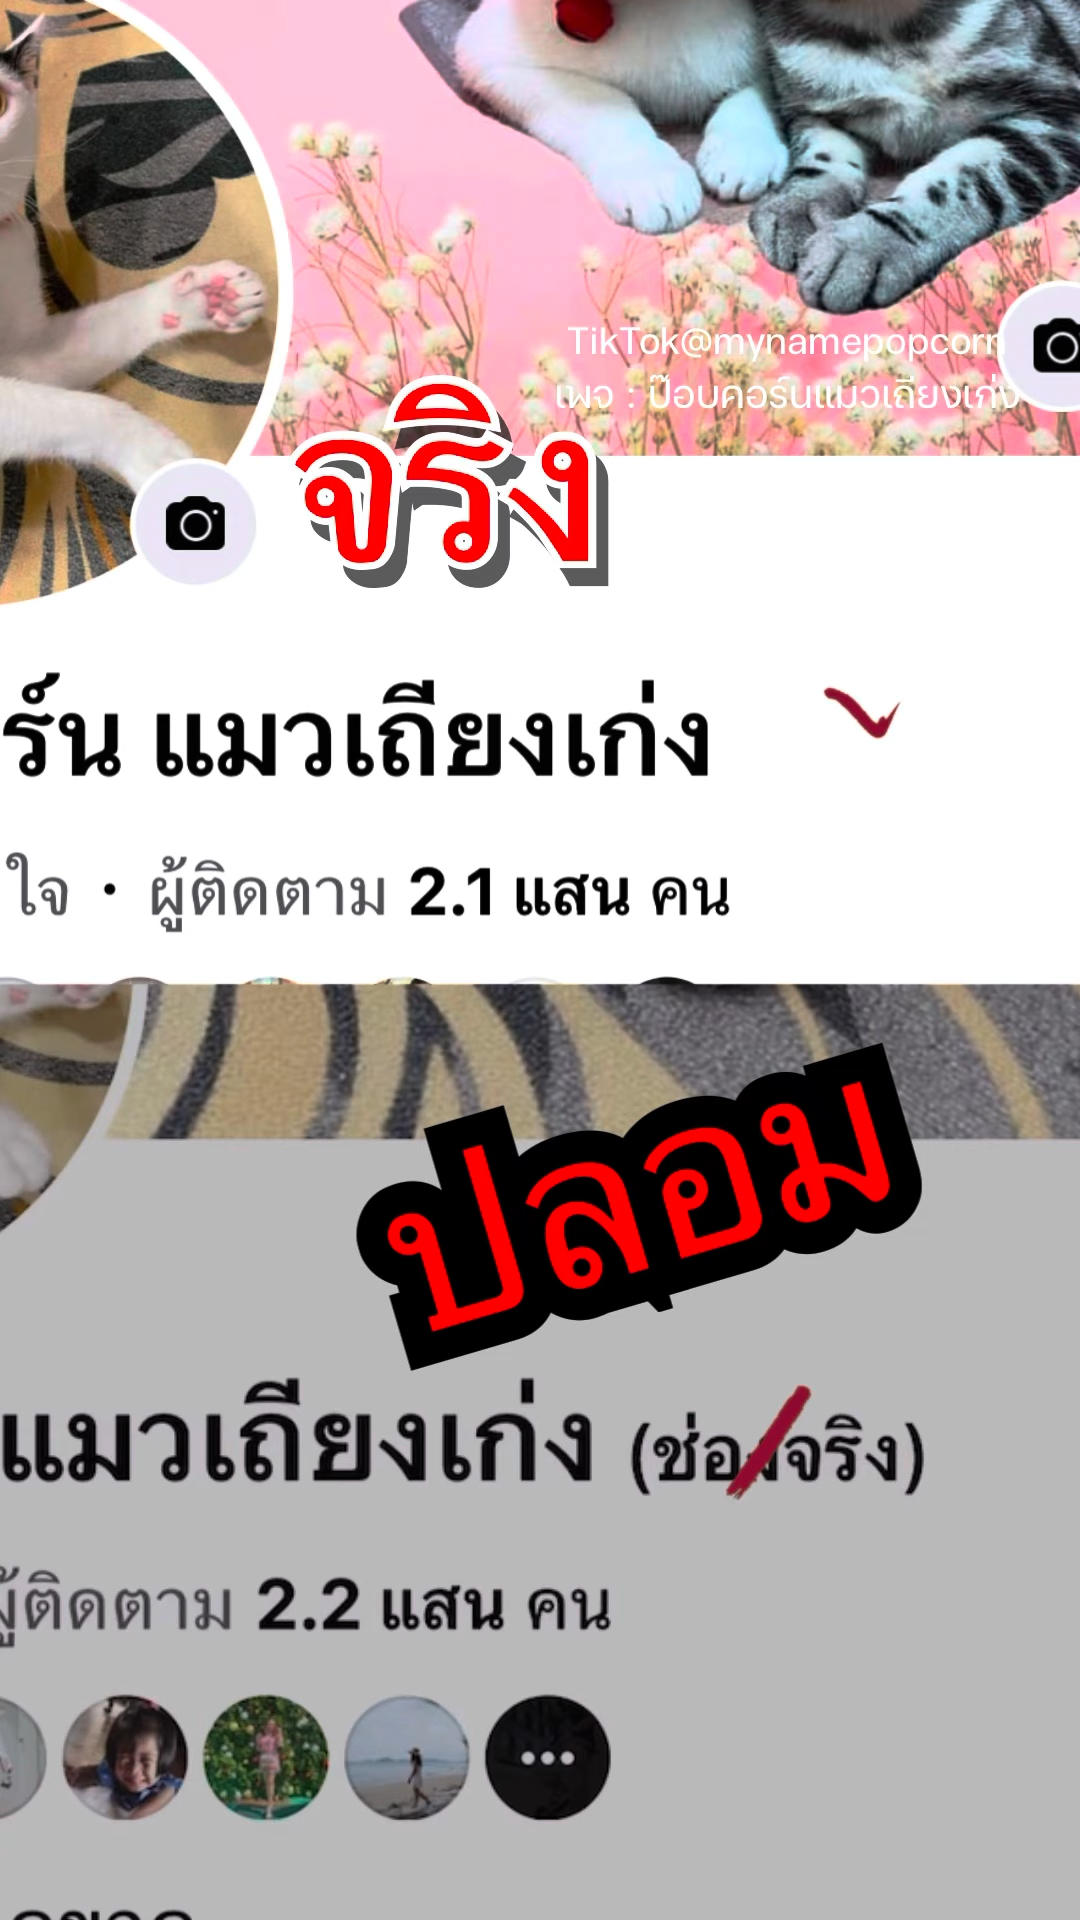 TikTok@mynamepopcorn
เพจ : ป๊อบคอร์นแมวเถียงเก่ง
จริง
ร์น แมวเถียงเก่ง
ใจ · ผู้ติดตาม 2.1 แสน คน
ปลอม
แมวเถียงเก่ง (ช่องจริง)
ผู้ติดตาม 2.2 แสน คน